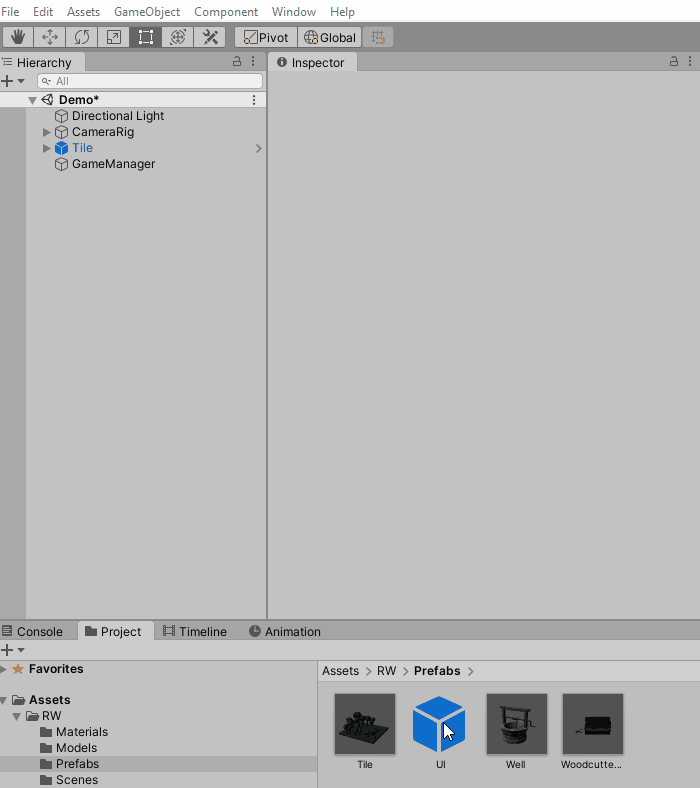 File Edit Assets GameObject Component Window Help
Pivot Global
Hierarchy Inspector
All
Demo*
Directional Light
CameraRig
Tile
GameManager
Console Project Timeline Animation
Favorites
Assets > RW > Prefabs >
Assets
RW
Materials
Models
Prefabs
Scenes
Tile UI Well Woodcutte...